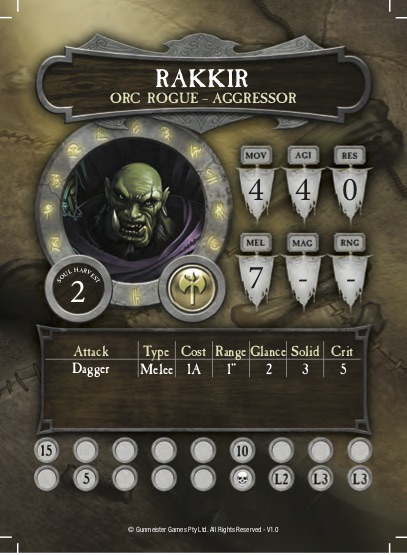 RAKKIR
ORC ROGUE – AGGRESSOR
MOV AGI RES
4 4 0
MEL MAG RNG
7 - -
SOUL HARVEST
2
Attack Type Cost Range Glance Solid Crit
Dagger Melee 1A 1" 2 3 5
15 10
5 L2 L3 L3
© Gunmeister Games Pty Ltd. All Rights Reserved - V1.0